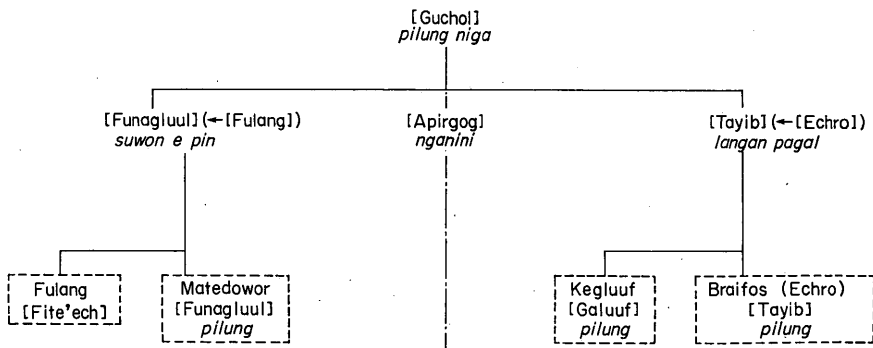 [Guchol]
pilung niga
[Funagluul] (←[Fulang])
suwon e pin
[Apirgog]
nganini
[Tayib] (←[Echro])
langan pagal
Fulang
[Fite'ech]
Matedowor
[Funagluul]
pilung
Kegluuf
[Galuuf]
pilung
Braifos (Echro)
[Tayib]
pilung